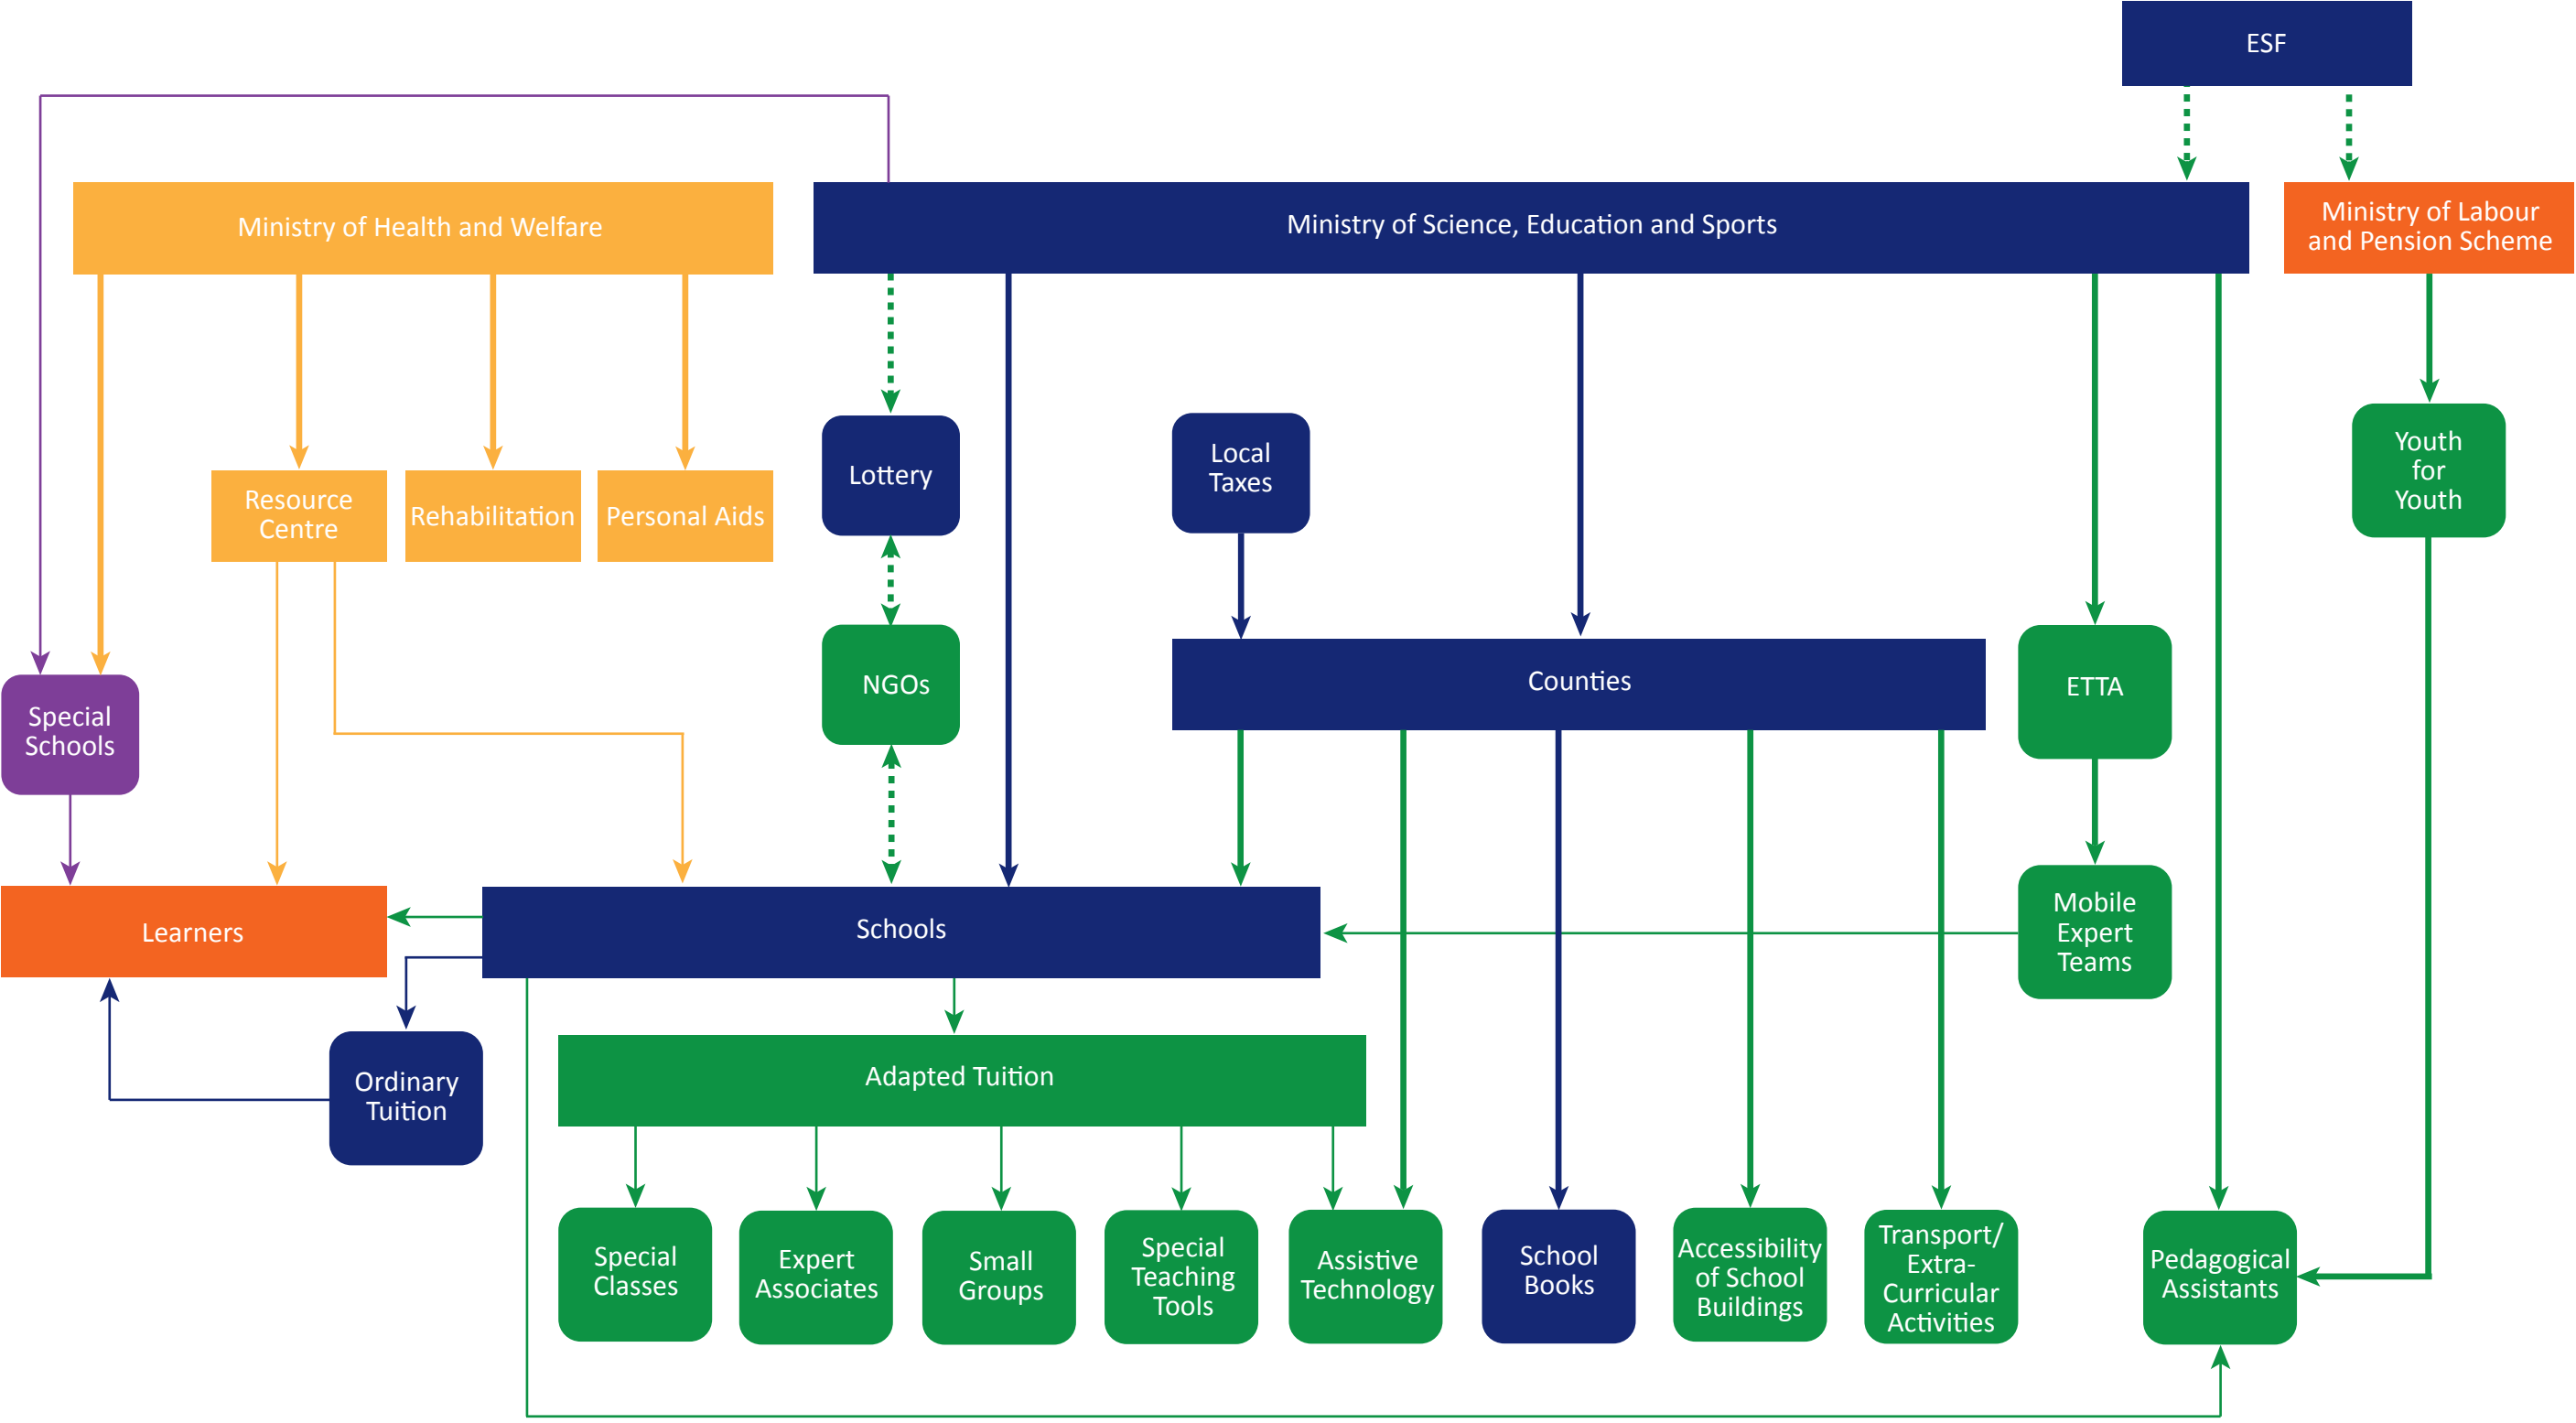 ESF
Ministry of Health and Welfare
Ministry of Science, Education and Sports
Ministry of Labour
and Pension Scheme
Resource
Centre
Rehabilitation
Personal Aids
Lottery
Local
Taxes
Youth
for
Youth
Special
Schools
NGOs
Counties
ETTA
Learners
Schools
Mobile
Expert
Teams
Ordinary
Tuition
Adapted Tuition
Special
Classes
Expert
Associates
Small
Groups
Special
Teaching
Tools
Assistive
Technology
School
Books
Accessibility
of School
Buildings
Transport/
Extra-
Curricular
Activities
Pedagogical
Assistants